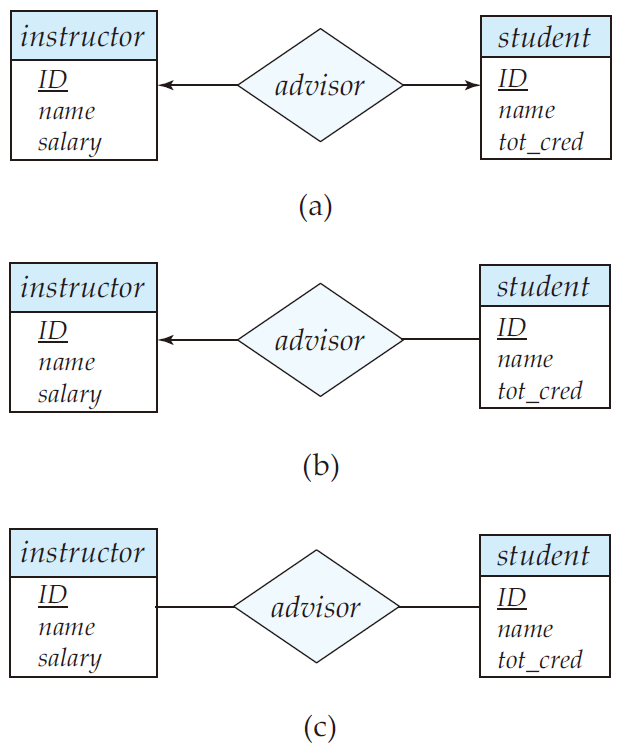 instructor
student
ID
name
salary
advisor
ID
name
tot_cred
(a)
instructor
student
ID
name
salary
advisor
ID
name
tot_cred
(b)
instructor
student
ID
name
salary
advisor
ID
name
tot_cred
(c)